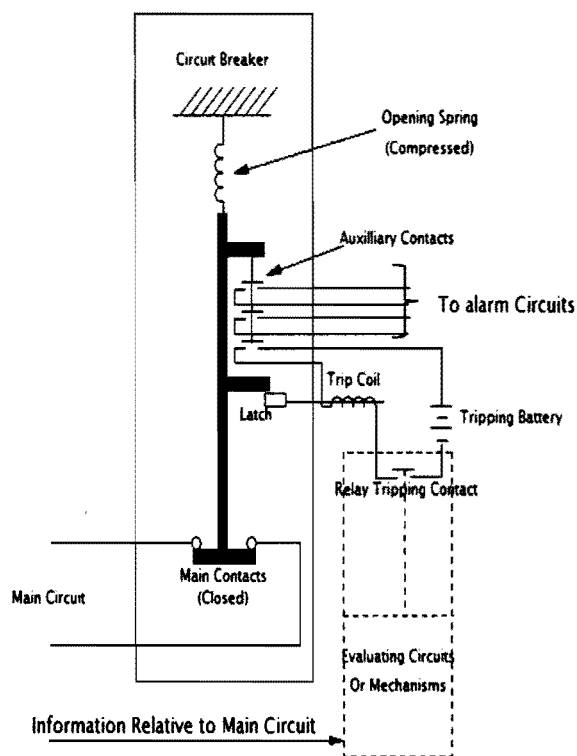 Circuit Breaker
Opening Spring
(Compressed)
Auxilliary Contacts
To alarm Circuits
Trip Coil
Latch
Tripping Battery
Relay Tripping Contact
Main Contacts
(Closed)
Main Circuit
Evaluating Circuits
Or Mechanisms
Information Relative to Main Circuit